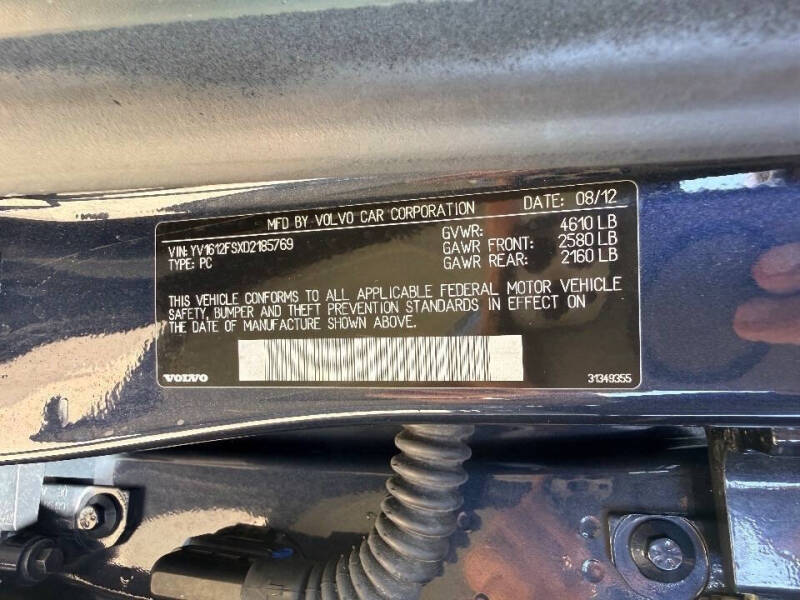 MFD BY VOLVO CAR CORPORATION DATE: 08/12
VIN: YV1612FSXD2185769
TYPE: PC
GVWR: 4610 LB
GAWR FRONT: 2580 LB
GAWR REAR: 2160 LB
THIS VEHICLE CONFORMS TO ALL APPLICABLE FEDERAL MOTOR VEHICLE
SAFETY, BUMPER AND THEFT PREVENTION STANDARDS IN EFFECT ON
THE DATE OF MANUFACTURE SHOWN ABOVE.
VOLVO
31349355